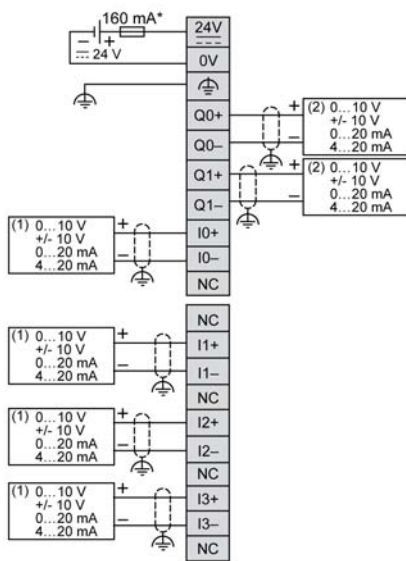 160 mA*
24V
24 V
0V
Q0+
(2) 0...10 V
+/- 10 V
0...20 mA
4...20 mA
Q0–
Q1+
(2) 0...10 V
+/- 10 V
0...20 mA
4...20 mA
Q1–
(1) 0...10 V
+/- 10 V
0...20 mA
4...20 mA
I0+
I0–
NC
NC
(1) 0...10 V
+/- 10 V
0...20 mA
4...20 mA
I1+
I1–
NC
(1) 0...10 V
+/- 10 V
0...20 mA
4...20 mA
I2+
I2–
NC
(1) 0...10 V
+/- 10 V
0...20 mA
4...20 mA
I3+
I3–
NC